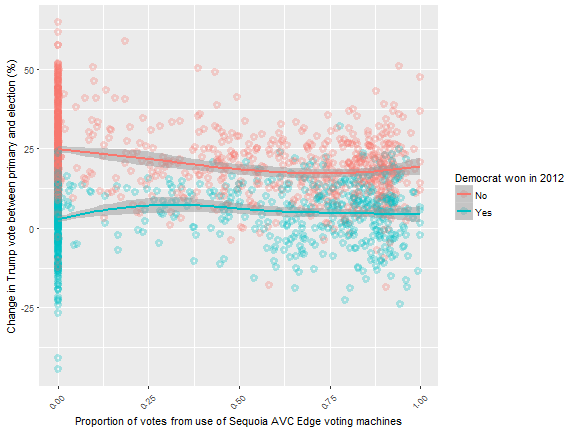 Change in Trump vote between primary and election (%)
50
25
0
-25
0.00
0.25
0.50
0.75
1.00
Proportion of votes from use of Sequoia AVC Edge voting machines
Democrat won in 2012
No
Yes